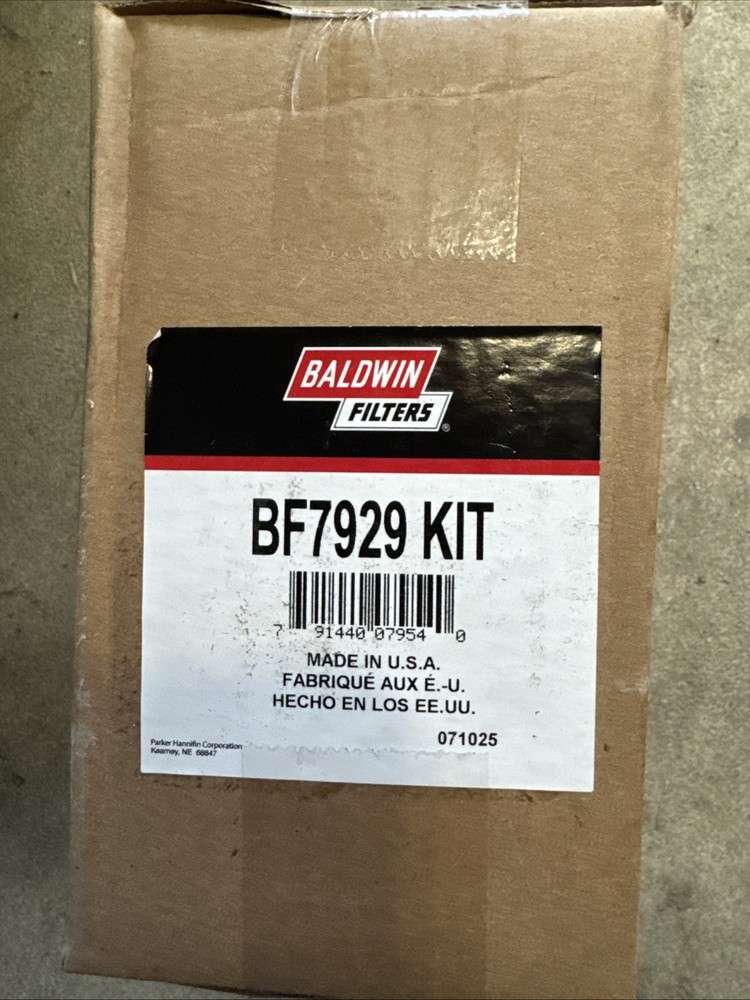 BALDWIN
FILTERS®
BF7929 KIT
7 91440 07954 0
MADE IN U.S.A.
FABRIQUÉ AUX É.-U.
HECHO EN LOS EE.UU.
071025
Parker Hannifin Corporation
Kearney, NE 68847